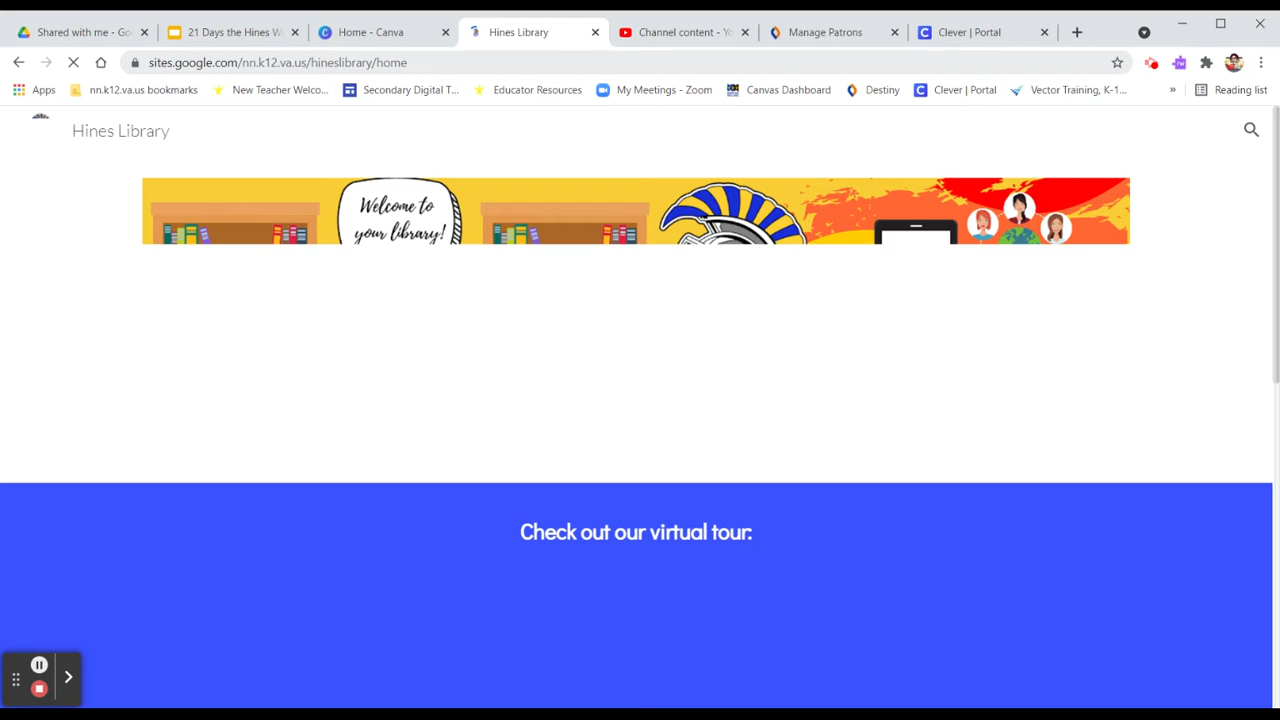 Shared with me - Go
21 Days the Hines W
Home - Canva
Hines Library
Channel content - Yo
Manage Patrons
Clever | Portal
sites.google.com/nn.k12.va.us/hineslibrary/home
Apps
nn.k12.va.us bookmarks
New Teacher Welco...
Secondary Digital T...
Educator Resources
My Meetings - Zoom
Canvas Dashboard
Destiny
Clever | Portal
Vector Training, K-1...
»
Reading list
Hines Library
Welcome to
your library!
Check out our virtual tour: